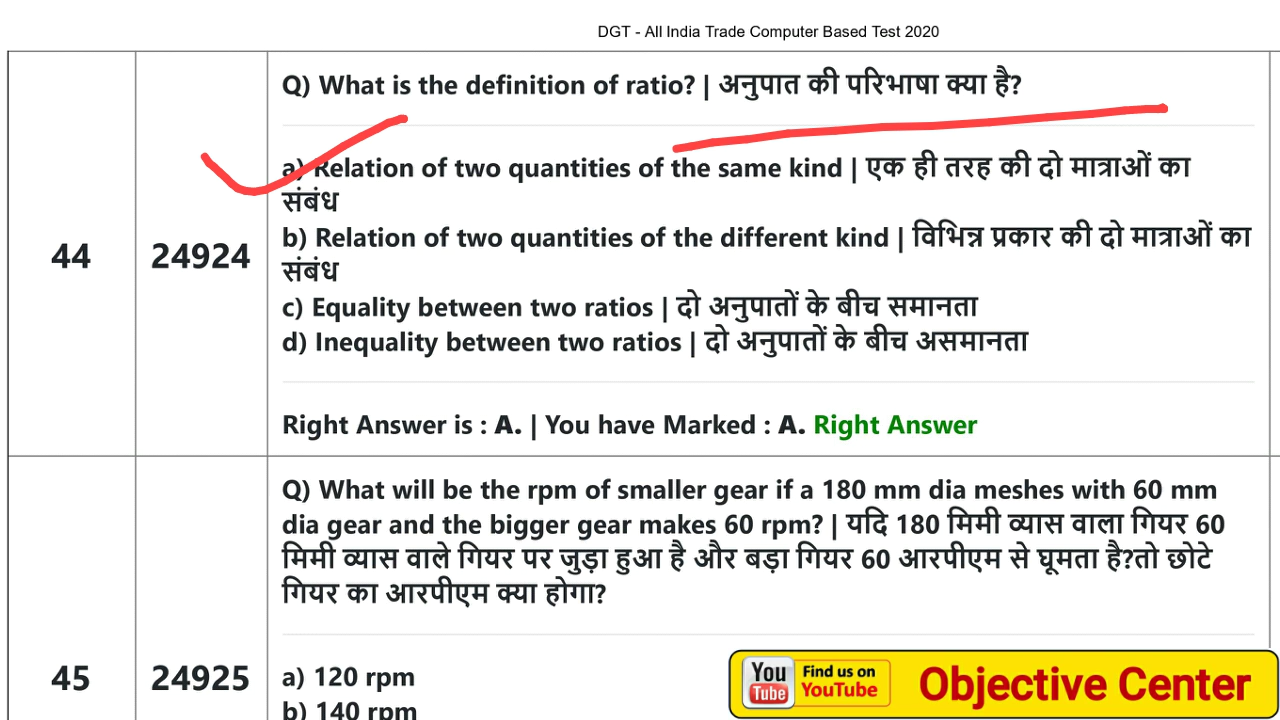 DGT - All India Trade Computer Based Test 2020
Q) What is the definition of ratio? | अनुपात की परिभाषा क्या है?
a) Relation of two quantities of the same kind | एक ही तरह की दो मात्राओं का
संबंध
44
24924
b) Relation of two quantities of the different kind | विभिन्न प्रकार की दो मात्राओं का
संबंध
c) Equality between two ratios | दो अनुपातों के बीच समानता
d) Inequality between two ratios | दो अनुपातों के बीच असमानता
Right Answer is : A. | You have Marked : A. Right Answer
Q) What will be the rpm of smaller gear if a 180 mm dia meshes with 60 mm
dia gear and the bigger gear makes 60 rpm? | यदि 180 मिमी व्यास वाला गियर 60
मिमी व्यास वाले गियर पर जुड़ा हुआ है और बड़ा गियर 60 आरपीएम से घूमता है?तो छोटे
गियर का आरपीएम क्या होगा?
45
24925
a) 120 rpm
b) 140 rpm
You
Tube
Find us on
YouTube
Objective Center